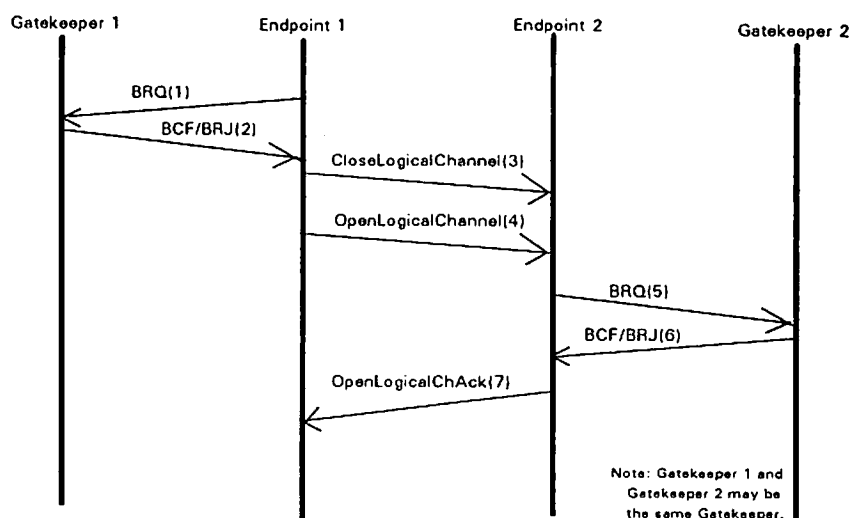 Gatekeeper 1
Endpoint 1
Endpoint 2
Gatekeeper 2
BRQ(1)
BCF/BRJ(2)
CloseLogicalChannel(3)
OpenLogicalChannel(4)
BRQ(5)
BCF/BRJ(6)
OpenLogicalChAck(7)
Note: Gatekeeper 1 and
Gatekeeper 2 may be
the same Gatekeeper.